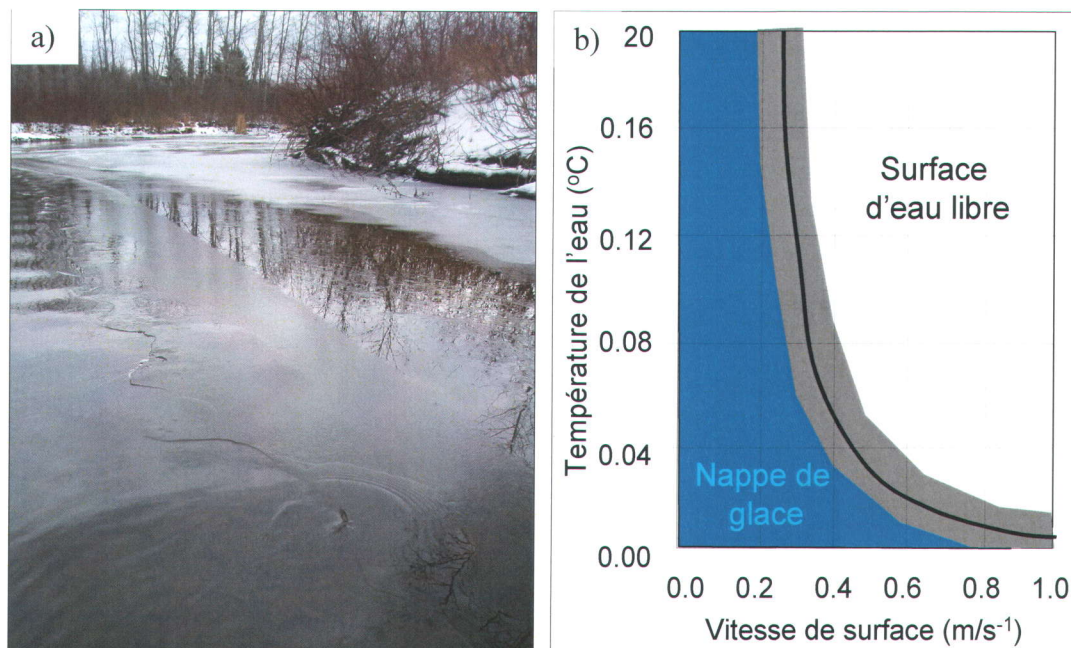 a)
b)
20
0.16
0.12
0.08
0.04
0.00
Température de l'eau (ºC)
Surface
d'eau libre
Nappe de
glace
0.0 0.2 0.4 0.6 0.8 1.0
Vitesse de surface (m/s⁻¹)